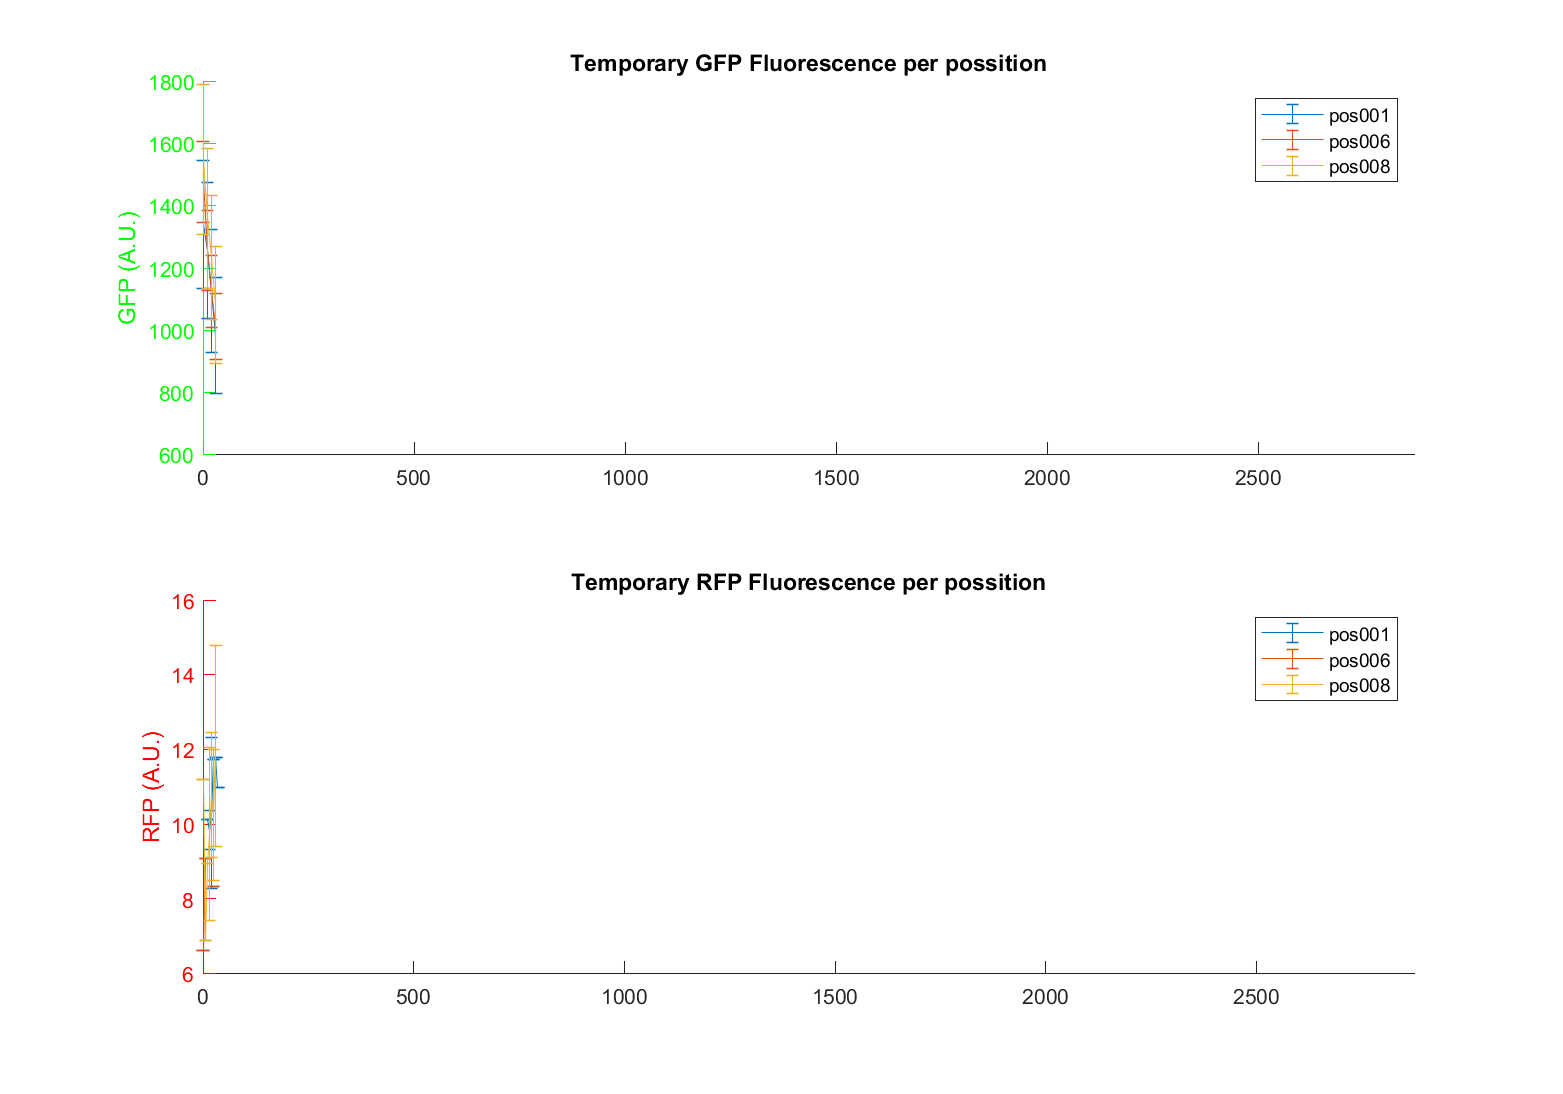 Temporary GFP Fluorescence per possition
1800
1600
1400
1200
1000
800
600
GFP (A.U.)
0 500 1000 1500 2000 2500
pos001
pos006
pos008
Temporary RFP Fluorescence per possition
16
14
12
10
8
6
RFP (A.U.)
0 500 1000 1500 2000 2500
pos001
pos006
pos008